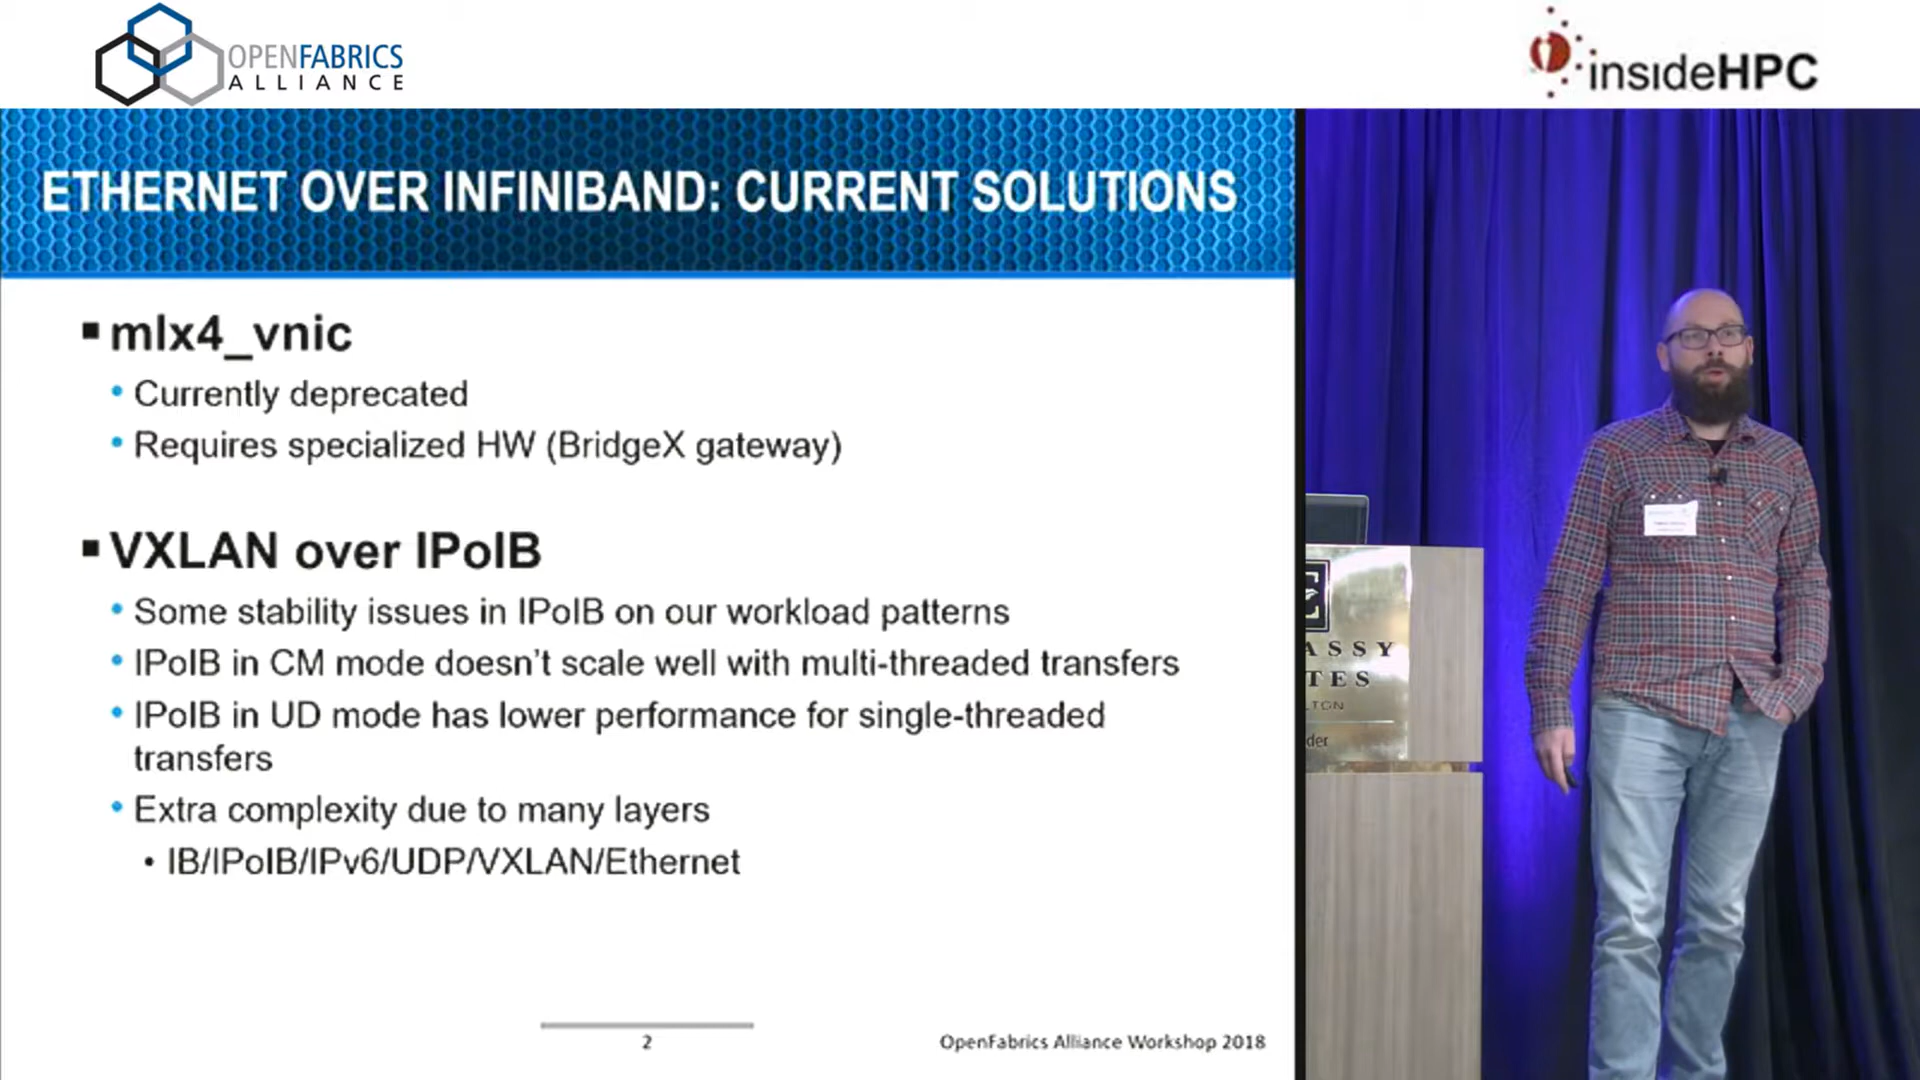 OPENFABRICS
ALLIANCE
insideHPC
ETHERNET OVER INFINIBAND: CURRENT SOLUTIONS
▪ mlx4_vnic
• Currently deprecated
• Requires specialized HW (BridgeX gateway)
▪ VXLAN over IPoIB
• Some stability issues in IPoIB on our workload patterns
• IPoIB in CM mode doesn't scale well with multi-threaded transfers
• IPoIB in UD mode has lower performance for single-threaded
transfers
• Extra complexity due to many layers
• IB/IPoIB/IPv6/UDP/VXLAN/Ethernet
2
OpenFabrics Alliance Workshop 2018
E
ASSY
TES
LTON
der